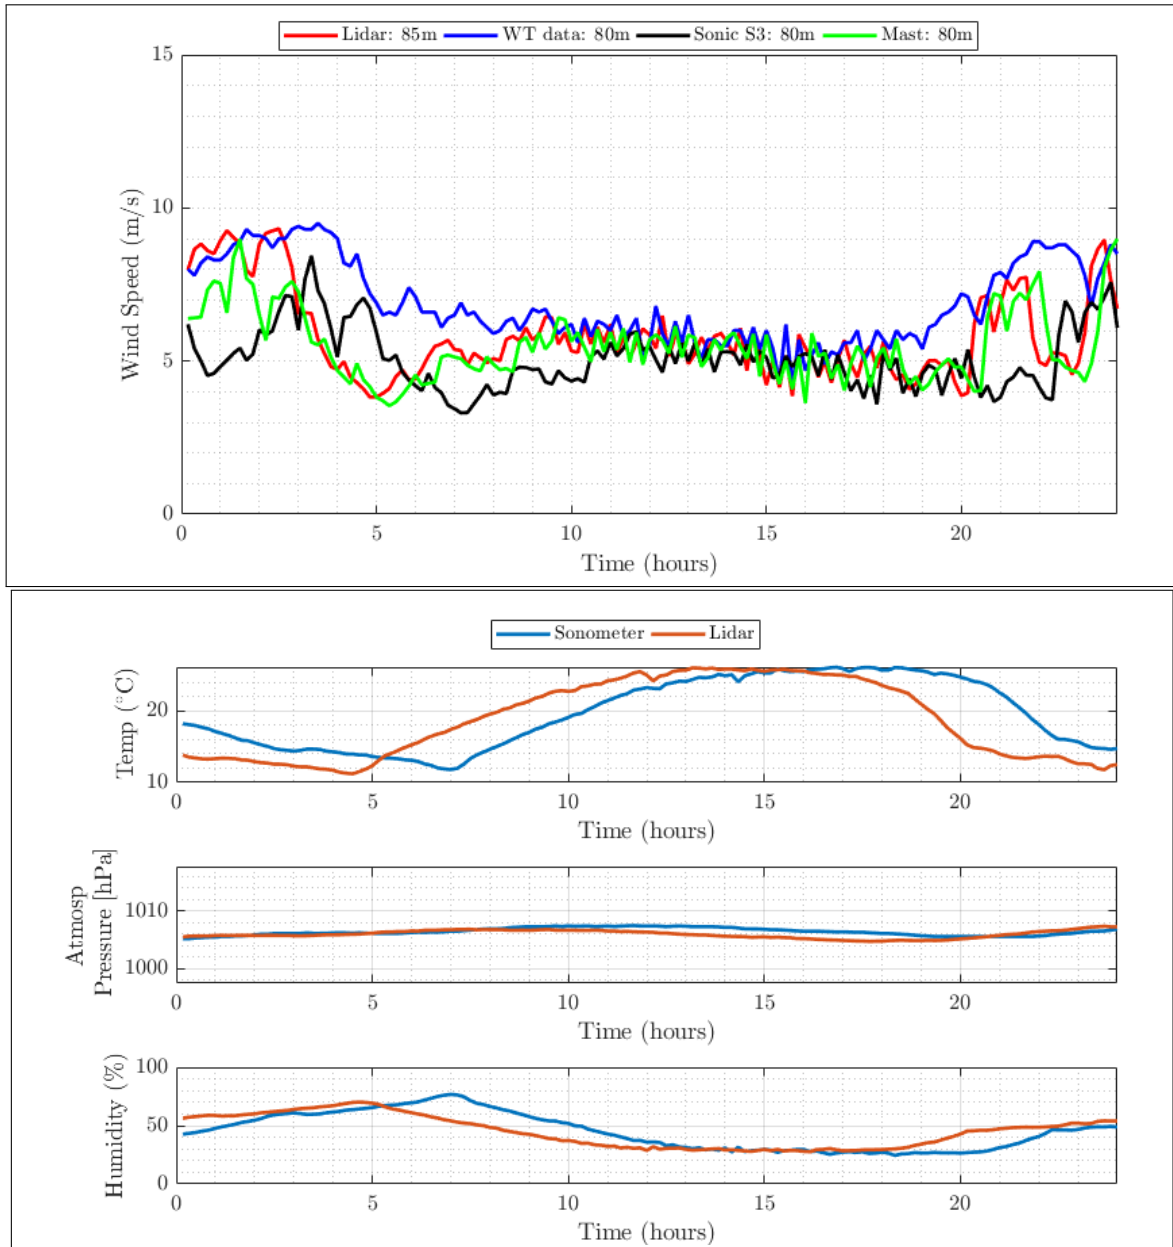 Lidar: 85m WT data: 80m Sonic S3: 80m Mast: 80m
15
10
5
0
Wind Speed (m/s)
0 5 10 15 20
Time (hours)
Sonometer Lidar
20
10
Temp (°C)
0 5 10 15 20
Time (hours)
1010
1000
Atmosp
Pressure [hPa]
0 5 10 15 20
Time (hours)
100
50
0
Humidity (%)
0 5 10 15 20
Time (hours)